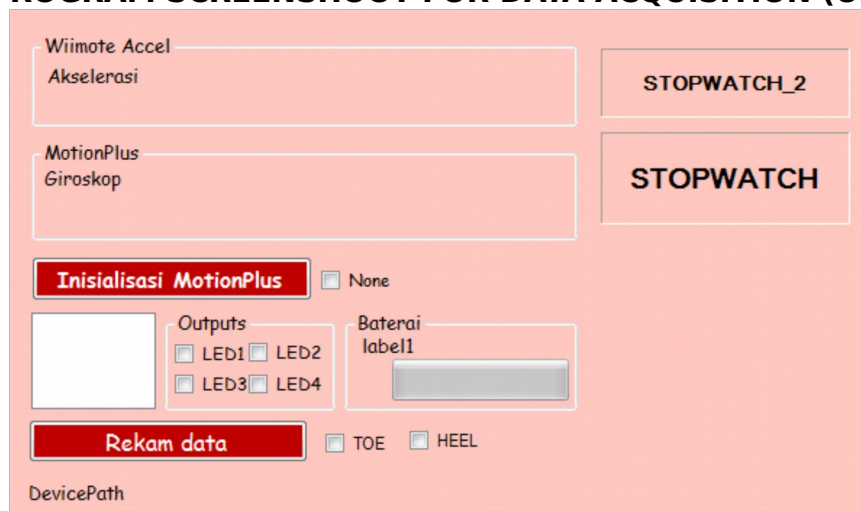 Wiimote Accel
Akselerasi
STOPWATCH_2
MotionPlus
Giroskop
STOPWATCH
Inisialisasi MotionPlus
None
Outputs
LED1 LED2
LED3 LED4
Baterai
label1
Rekam data
TOE HEEL
DevicePath